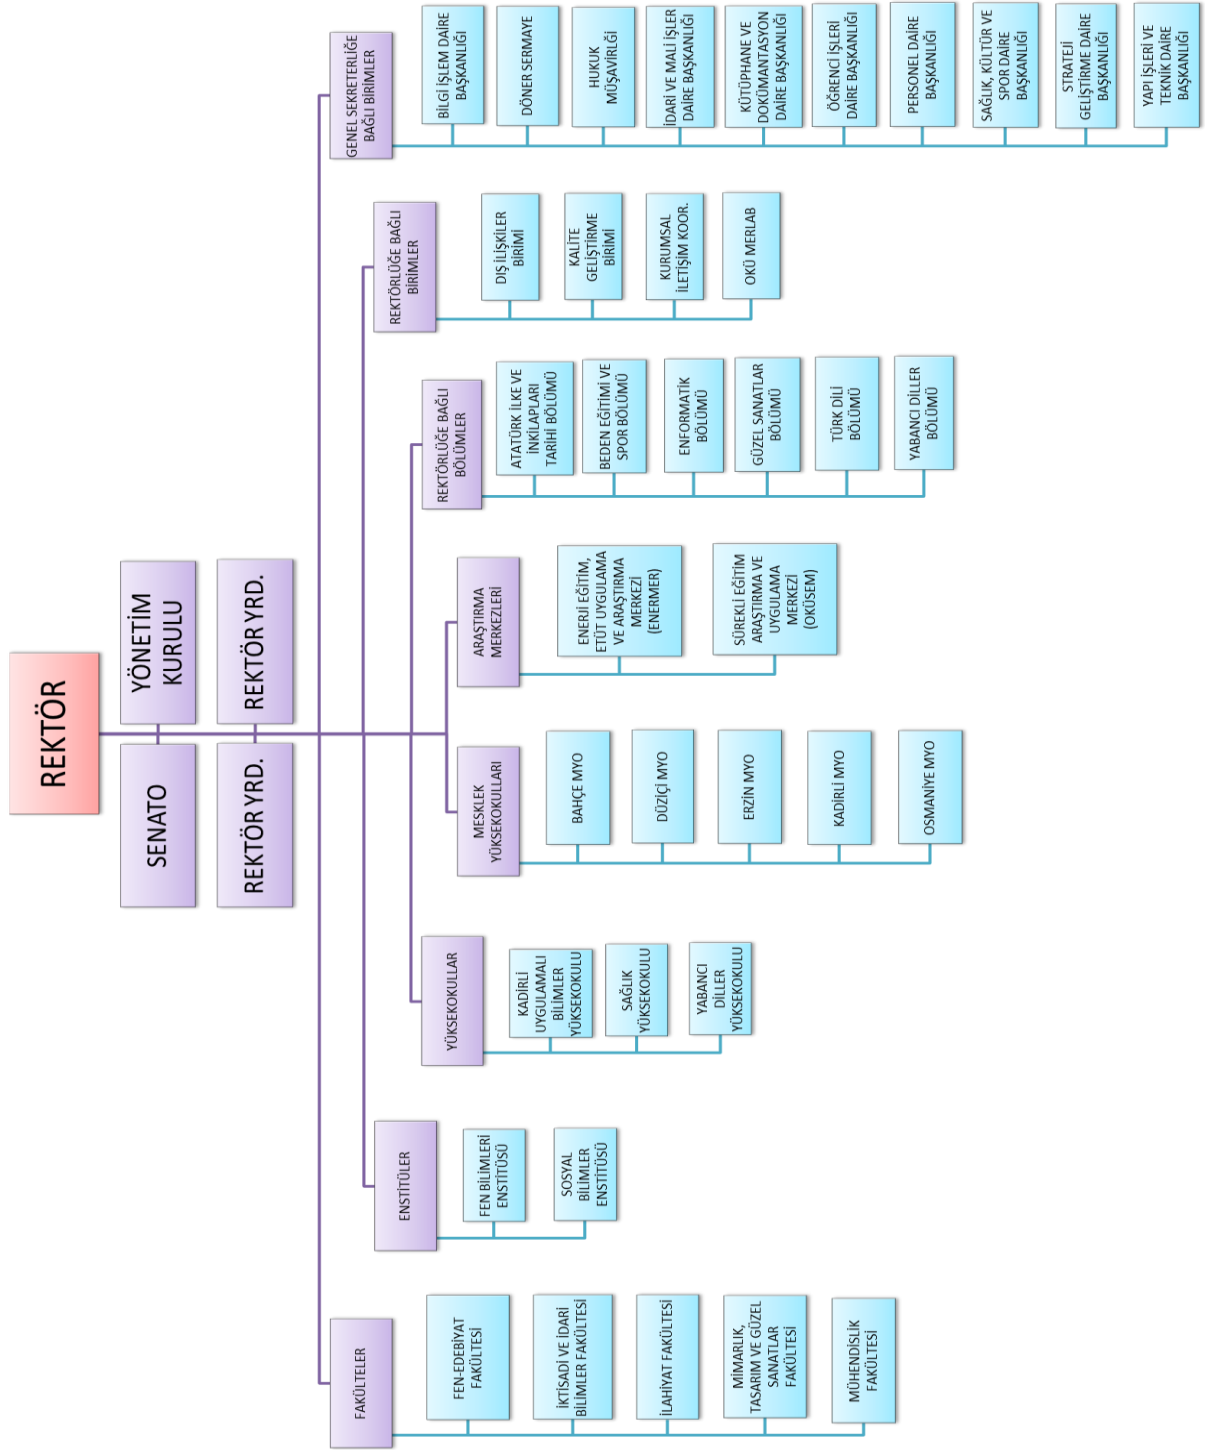 REKTÖR
SENATO
YÖNETİM
KURULU
REKTÖR YRD.
REKTÖR YRD.
FAKÜLTELER
FEN-EDEBİYAT
FAKÜLTESİ
İKTİSADİ VE İDARİ
BİLİMLER FAKÜLTESİ
İLAHİYAT FAKÜLTESİ
MİMARLIK,
TASARIM VE GÜZEL
SANATLAR
FAKÜLTESİ
MÜHENDİSLİK
FAKÜLTESİ
ENSTİTÜLER
FEN BİLİMLERİ
ENSTİTÜSÜ
SOSYAL
BİLİMLER
ENSTİTÜSÜ
YÜKSEKOKULLAR
KADİRLİ
UYGULAMALI
BİLİMLER
YÜKSEKOKULU
SAĞLIK
YÜKSEKOKULU
YABANCI
DİLLER
YÜKSEKOKULU
MESKLEK
YÜKSEKOKULLARI
BAHÇE MYO
DÜZİÇİ MYO
ERZİN MYO
KADİRLİ MYO
OSMANİYE MYO
ARAŞTIRMA
MERKEZLERİ
ENERJİ EĞİTİM,
ETÜT UYGULAMA
VE ARAŞTIRMA
MERKEZİ
(ENERMER)
SÜREKLİ EĞİTİM
ARAŞTIRMA VE
UYGULAMA
MERKEZİ
(OKÜSEM)
REKTÖRLÜĞE BAĞLI
BÖLÜMLER
ATATÜRK İLKE VE
İNKİLAPLARI
TARİHİ BÖLÜMÜ
BEDEN EĞİTİMİ VE
SPOR BÖLÜMÜ
ENFORMATİK
BÖLÜMÜ
GÜZEL SANATLAR
BÖLÜMÜ
TÜRK DİLİ
BÖLÜMÜ
YABANCI DİLLER
BÖLÜMÜ
REKTÖRLÜĞE BAĞLI
BİRİMLER
DIŞ İLİŞKİLER
BİRİMİ
KALİTE
GELİŞTİRME
BİRİMİ
KURUMSAL
İLETİŞİM KOOR.
OKÜ MERLAB
GENEL SEKRETERLİĞE
BAĞLI BİRİMLER
BİLGİ İŞLEM DAİRE
BAŞKANLIĞI
DÖNER SERMAYE
HUKUK
MÜŞAVİRLĞİ
İDARİ VE MALİ İŞLER
DAİRE BAŞKANLIĞI
KÜTÜPHANE VE
DOKÜMANTASYON
DAİRE BAŞKANLIĞI
ÖĞRENCİ İŞLERİ
DAİRE BAŞKANLIĞI
PERSONEL DAİRE
BAŞKANLIĞI
SAĞLIK, KÜLTÜR VE
SPOR DAİRE
BAŞKANLIĞI
STRATEJİ
GELİŞTİRME DAİRE
BAŞKANLIĞI
YAPI İŞLERİ VE
TEKNİK DAİRE
BAŞKANLIĞI